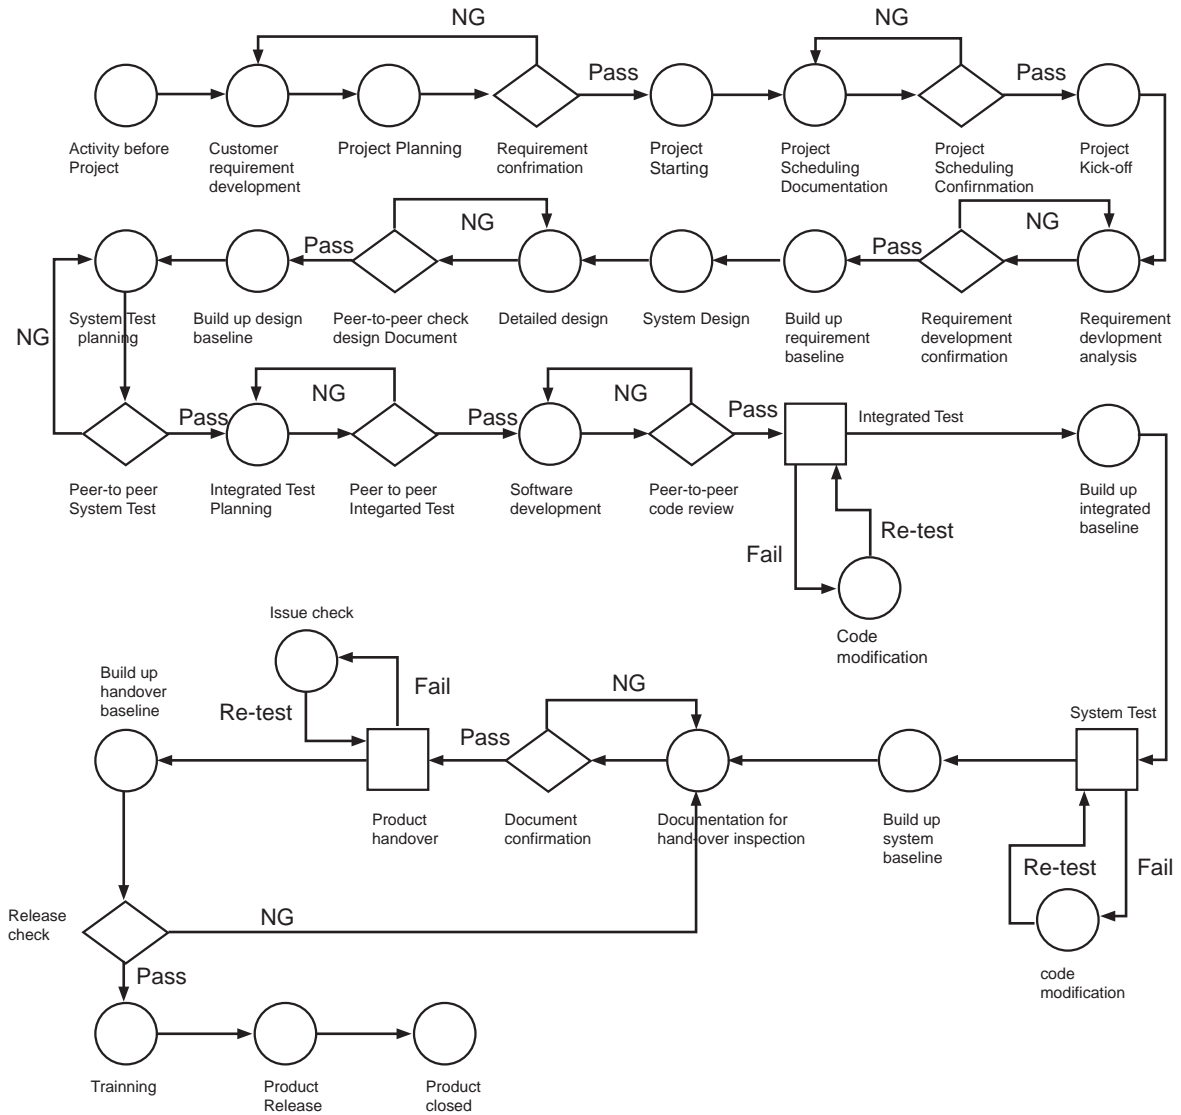 NG
NG
Pass
Pass
Activity before
Project
Customer
requirement
development
Project Planning
Requirement
confrimation
Project
Starting
Project
Scheduling
Documentation
Project
Scheduling
Confirnmation
Project
Kick-off
NG
NG
Pass
Pass
NG
System Test
planning
Build up design
baseline
Peer-to-peer check
design Document
Detailed design
System Design
Build up
requirement
baseline
Requirement
development
confirmation
Requirement
devlopment
analysis
NG
NG
Pass
Pass
Pass
Integrated Test
Peer-to peer
System Test
Integrated Test
Planning
Peer to peer
Integarted Test
Software
development
Peer-to-peer
code review
Build up
integrated
baseline
Fail
Re-test
Code
modification
Issue check
Build up
handover
baseline
Fail
Re-test
NG
Pass
System Test
Product
handover
Document
confirmation
Documentation for
hand-over inspection
Build up
system
baseline
Re-test
Fail
code
modification
Release
check
NG
Pass
Trainning
Product
Release
Product
closed